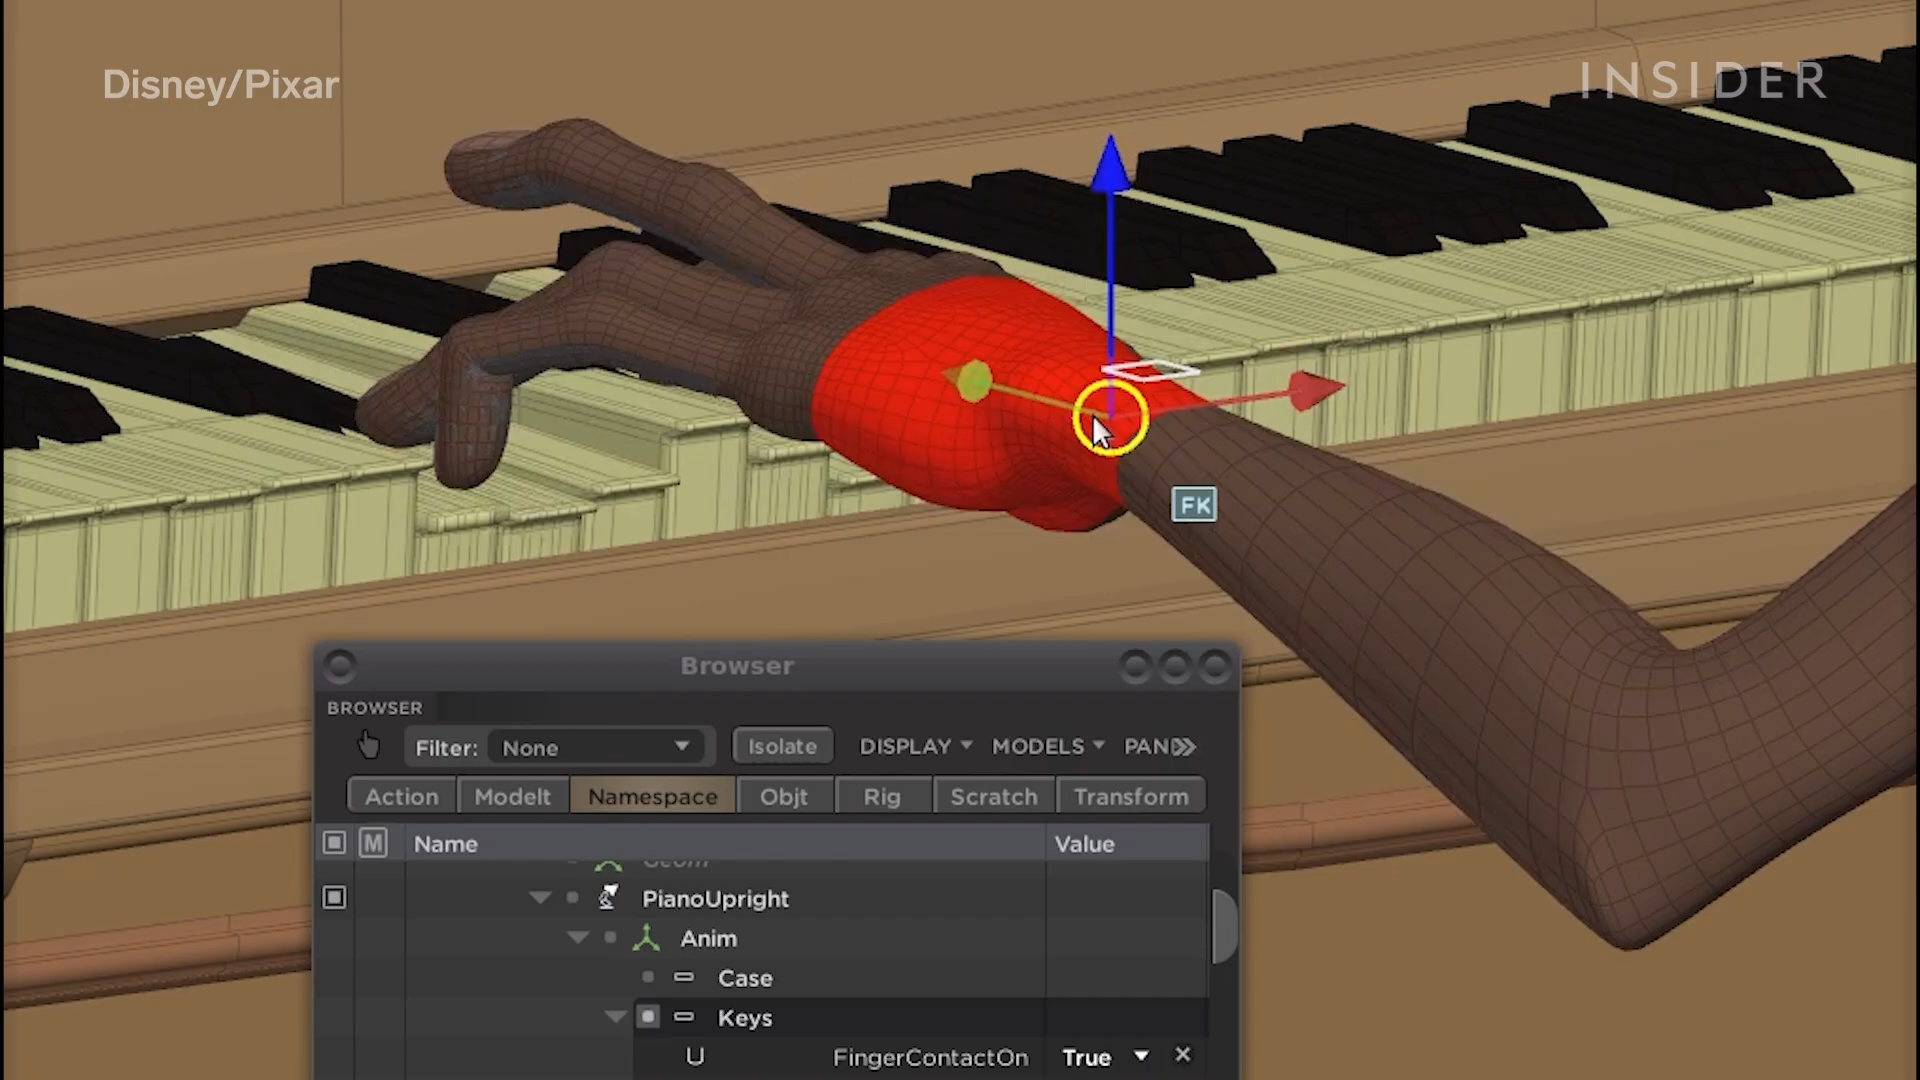 Disney/Pixar
INSIDER
FK
Browser
BROWSER
Filter: None Isolate DISPLAY MODELS PAN
Action Modelt Namespace Objt Rig Scratch Transform
M Name Value
Geom
PianoUpright
Anim
Case
Keys
U FingerContactOn True